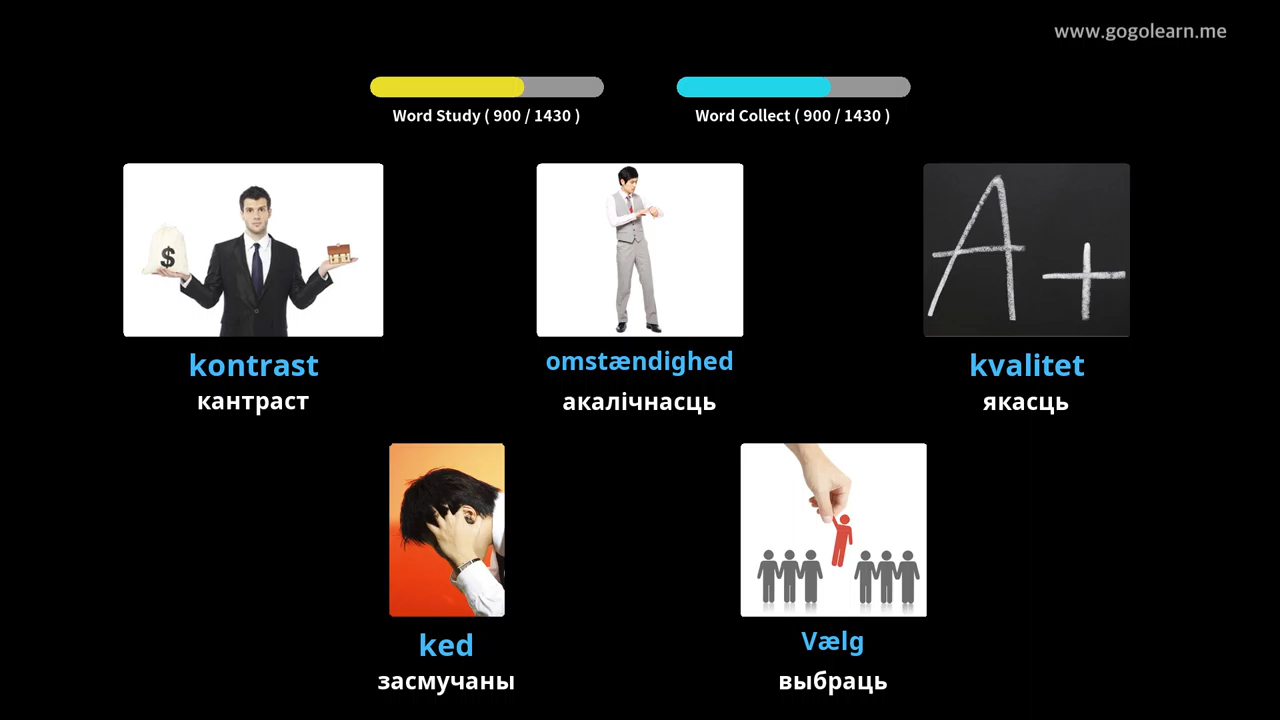 www.gogolearn.me
Word Study ( 900 / 1430 )
Word Collect ( 900 / 1430 )
$
A+
kontrast
кантраст
omstændighed
акалічнасць
kvalitet
якасць
ked
засмучаны
Vælg
выбраць